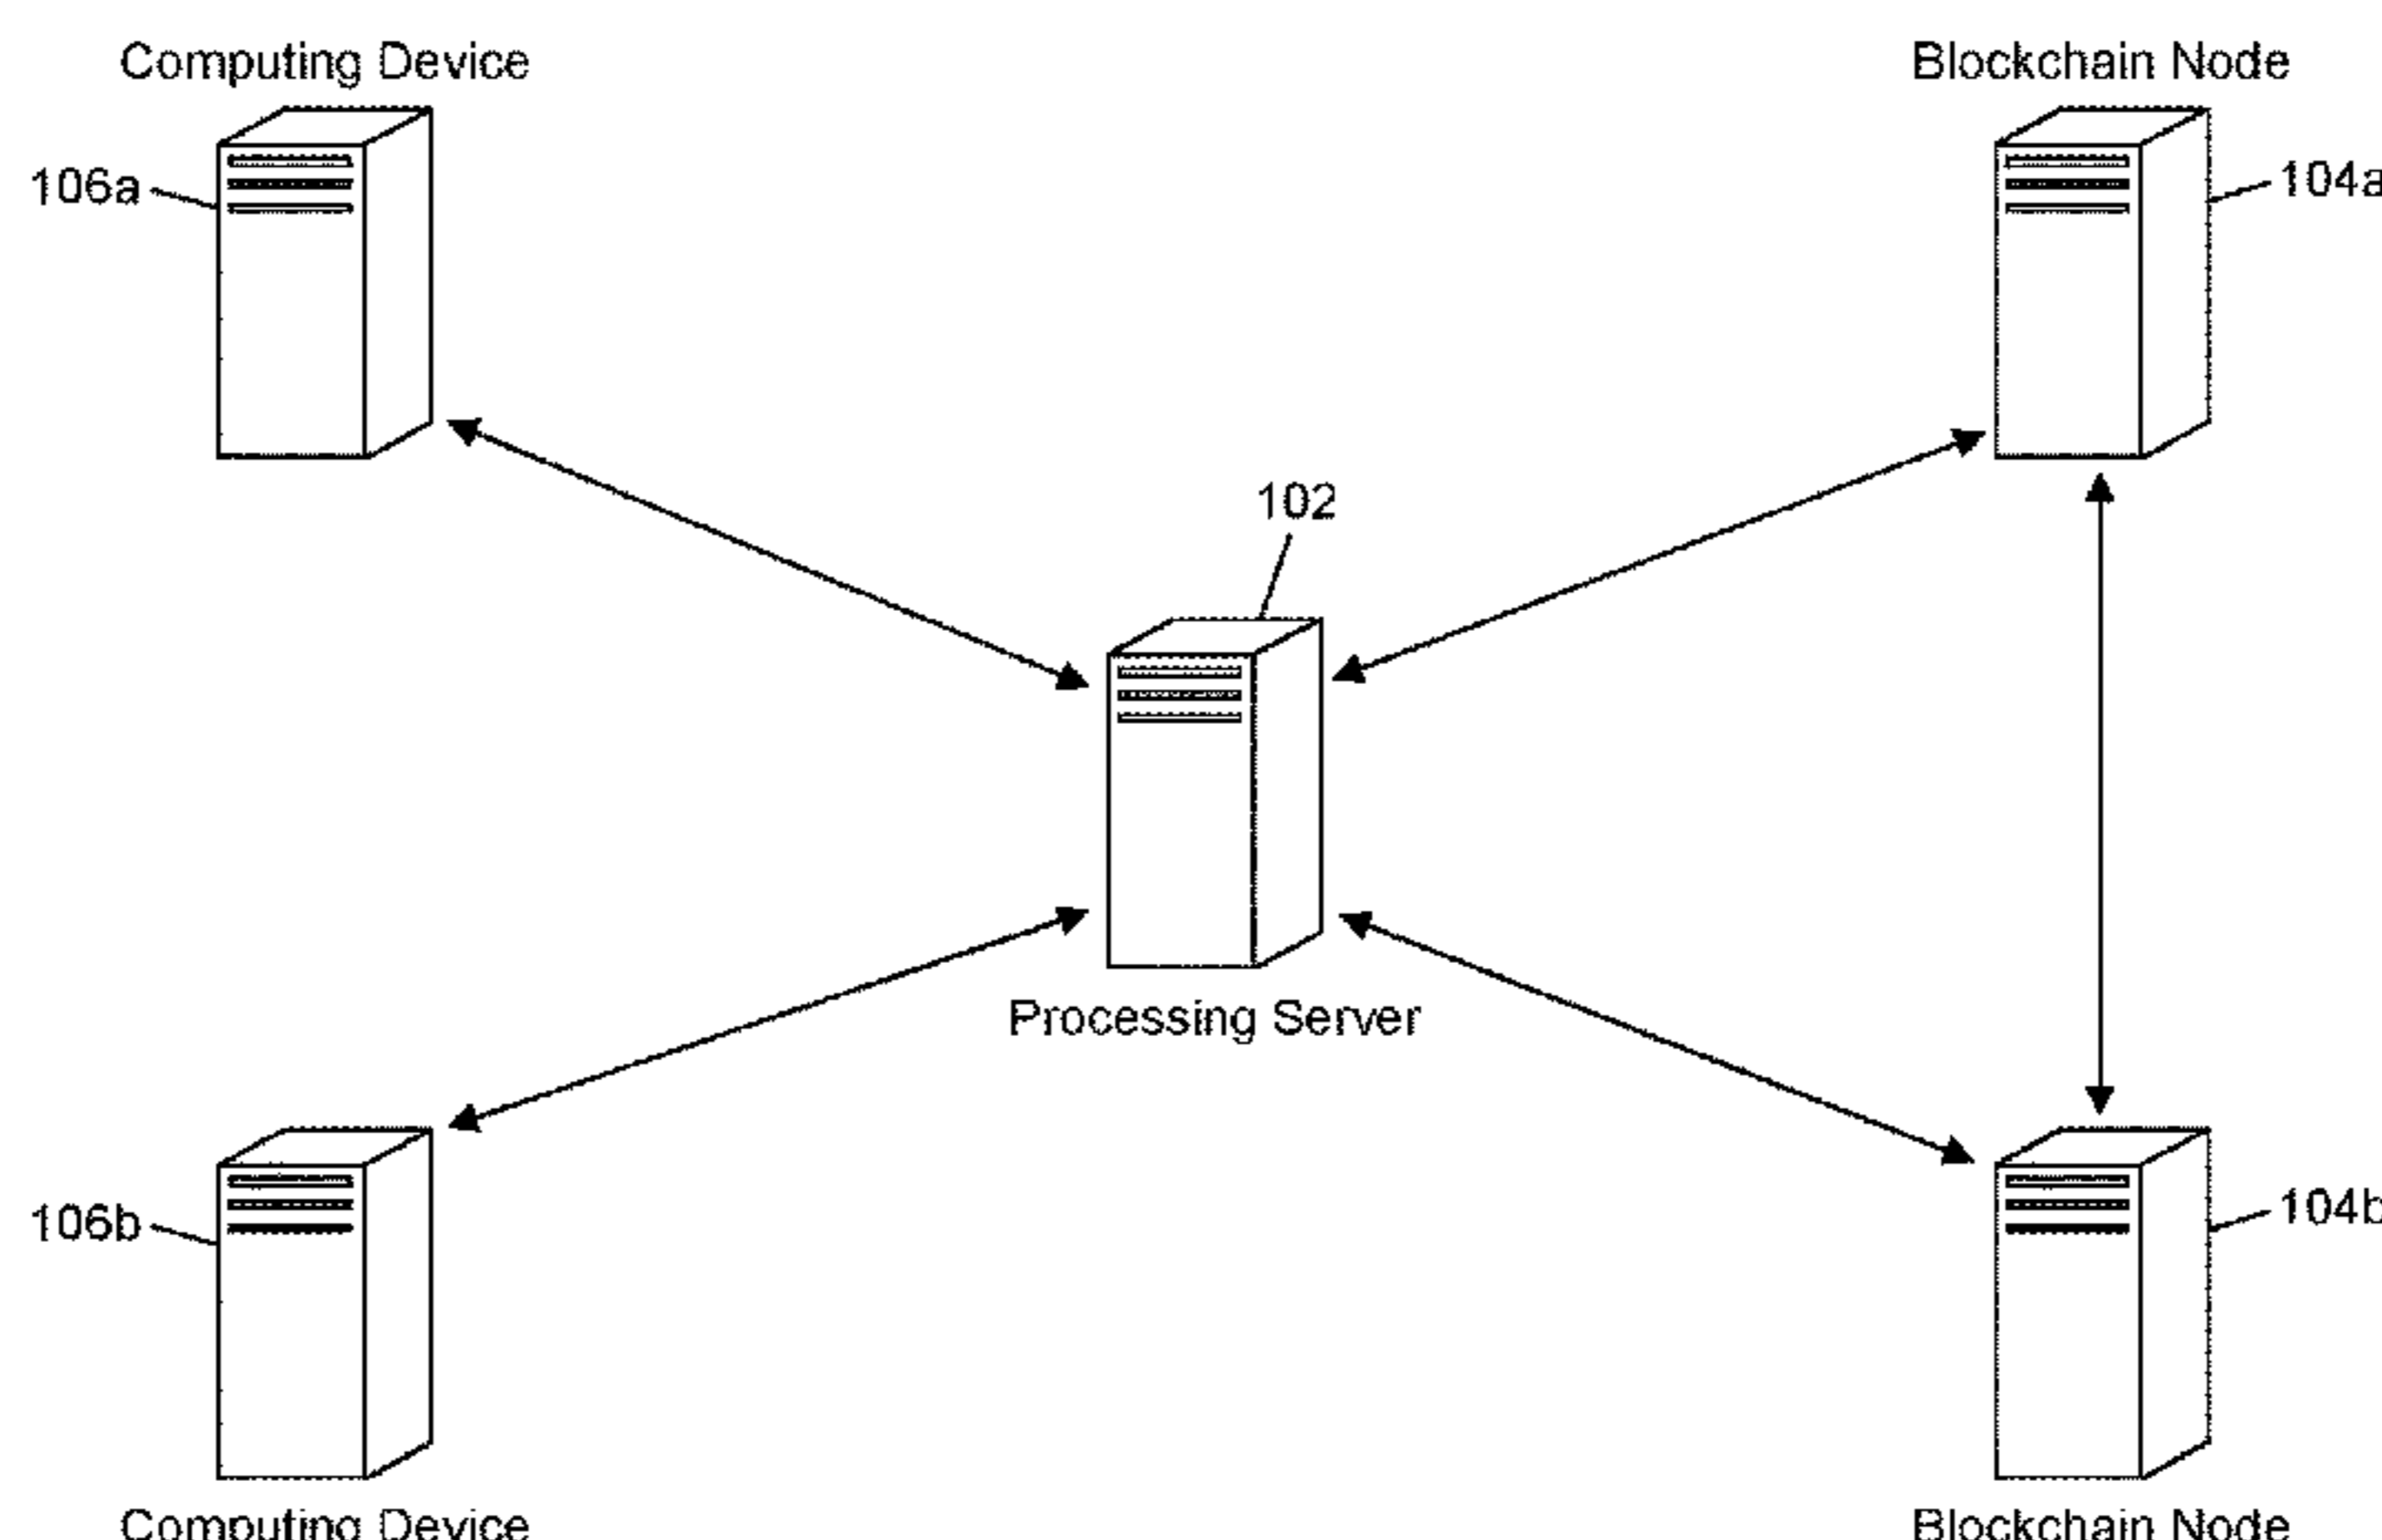 Computing Device
Blockchain Node
106a
104a
102
Processing Server
106b
104b
Computing Device
Blockchain Node